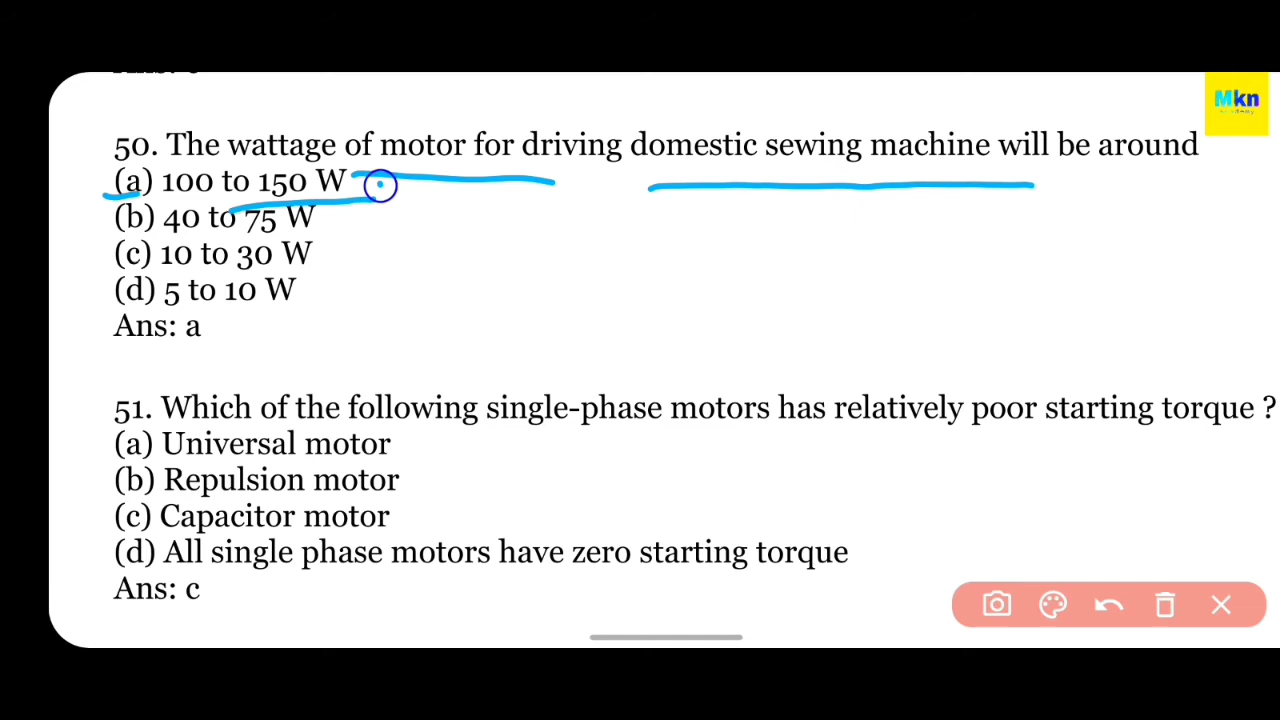 Mkn
50. The wattage of motor for driving domestic sewing machine will be around
(a) 100 to 150 W
(b) 40 to 75 W
(c) 10 to 30 W
(d) 5 to 10 W
Ans: a
51. Which of the following single-phase motors has relatively poor starting torque ?
(a) Universal motor
(b) Repulsion motor
(c) Capacitor motor
(d) All single phase motors have zero starting torque
Ans: c